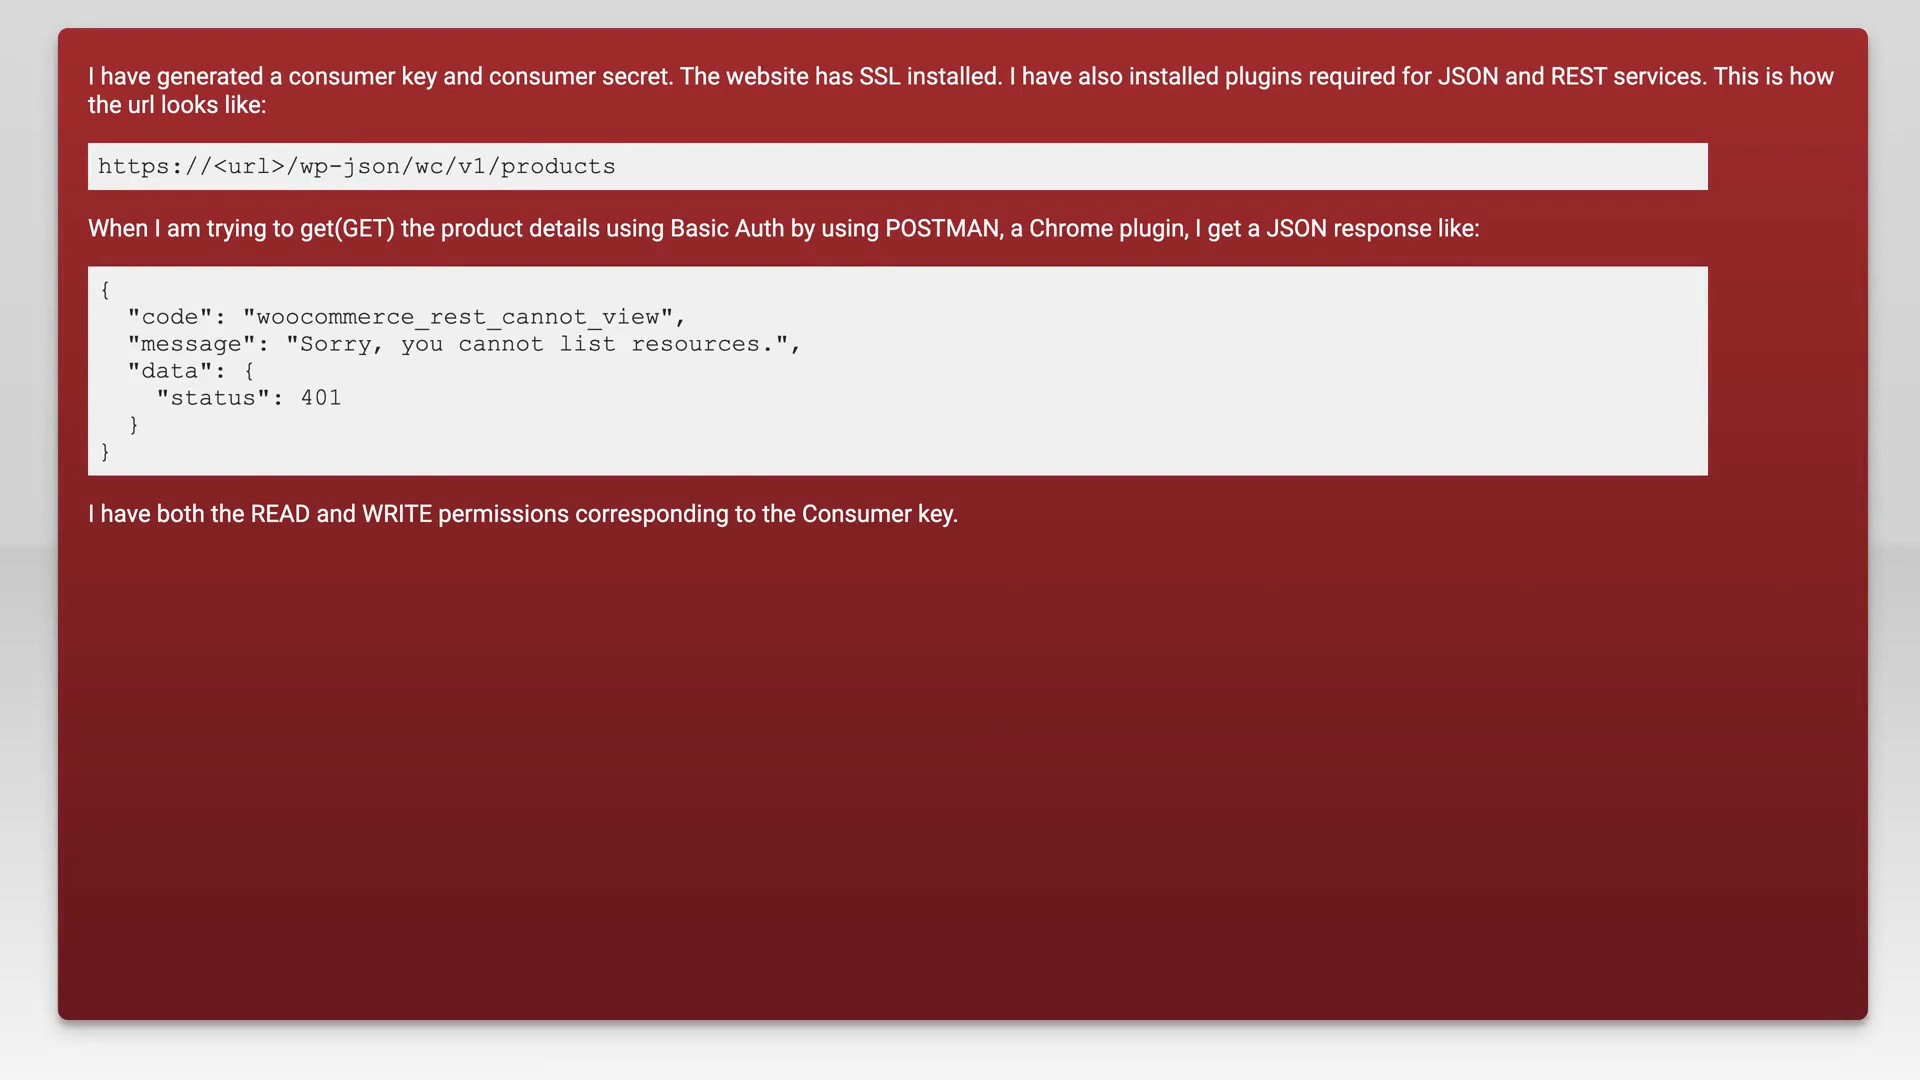 I have generated a consumer key and consumer secret. The website has SSL installed. I have also installed plugins required for JSON and REST services. This is how
the url looks like:
https://<url>/wp-json/wc/v1/products
When I am trying to get(GET) the product details using Basic Auth by using POSTMAN, a Chrome plugin, I get a JSON response like:
{
  "code": "woocommerce_rest_cannot_view",
  "message": "Sorry, you cannot list resources.",
  "data": {
    "status": 401
  }
}
I have both the READ and WRITE permissions corresponding to the Consumer key.